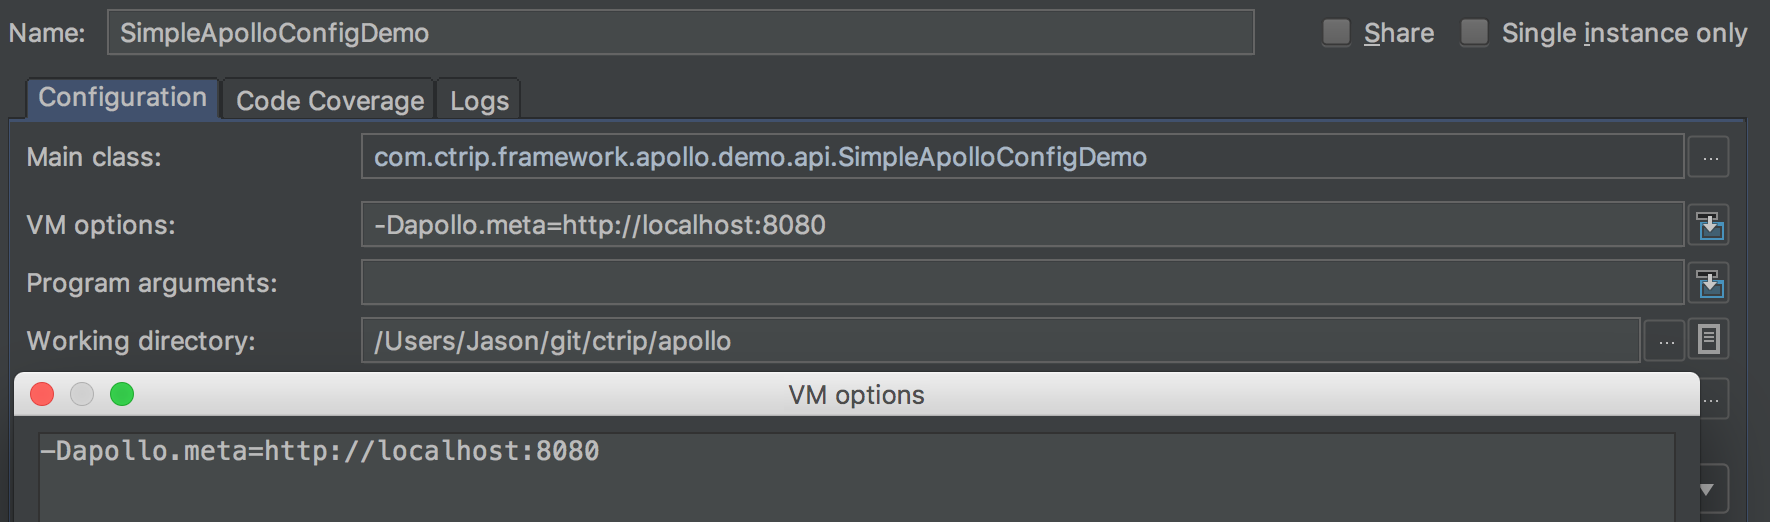 Name: SimpleApolloConfigDemo Share Single instance only
Configuration Code Coverage Logs
Main class: com.ctrip.framework.apollo.demo.api.SimpleApolloConfigDemo ...
VM options: -Dapollo.meta=http://localhost:8080
Program arguments:
Working directory: /Users/Jason/git/ctrip/apollo ...
...
VM options
-Dapollo.meta=http://localhost:8080